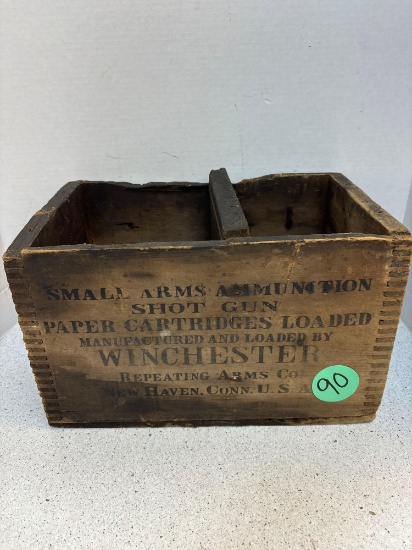 SMALL ARMS AMMUNITION
SHOT GUN
PAPER CARTRIDGES LOADED
MANUFACTURED AND LOADED BY
WINCHESTER
REPEATING ARMS CO.
NEW HAVEN, CONN. U.S.A.
90